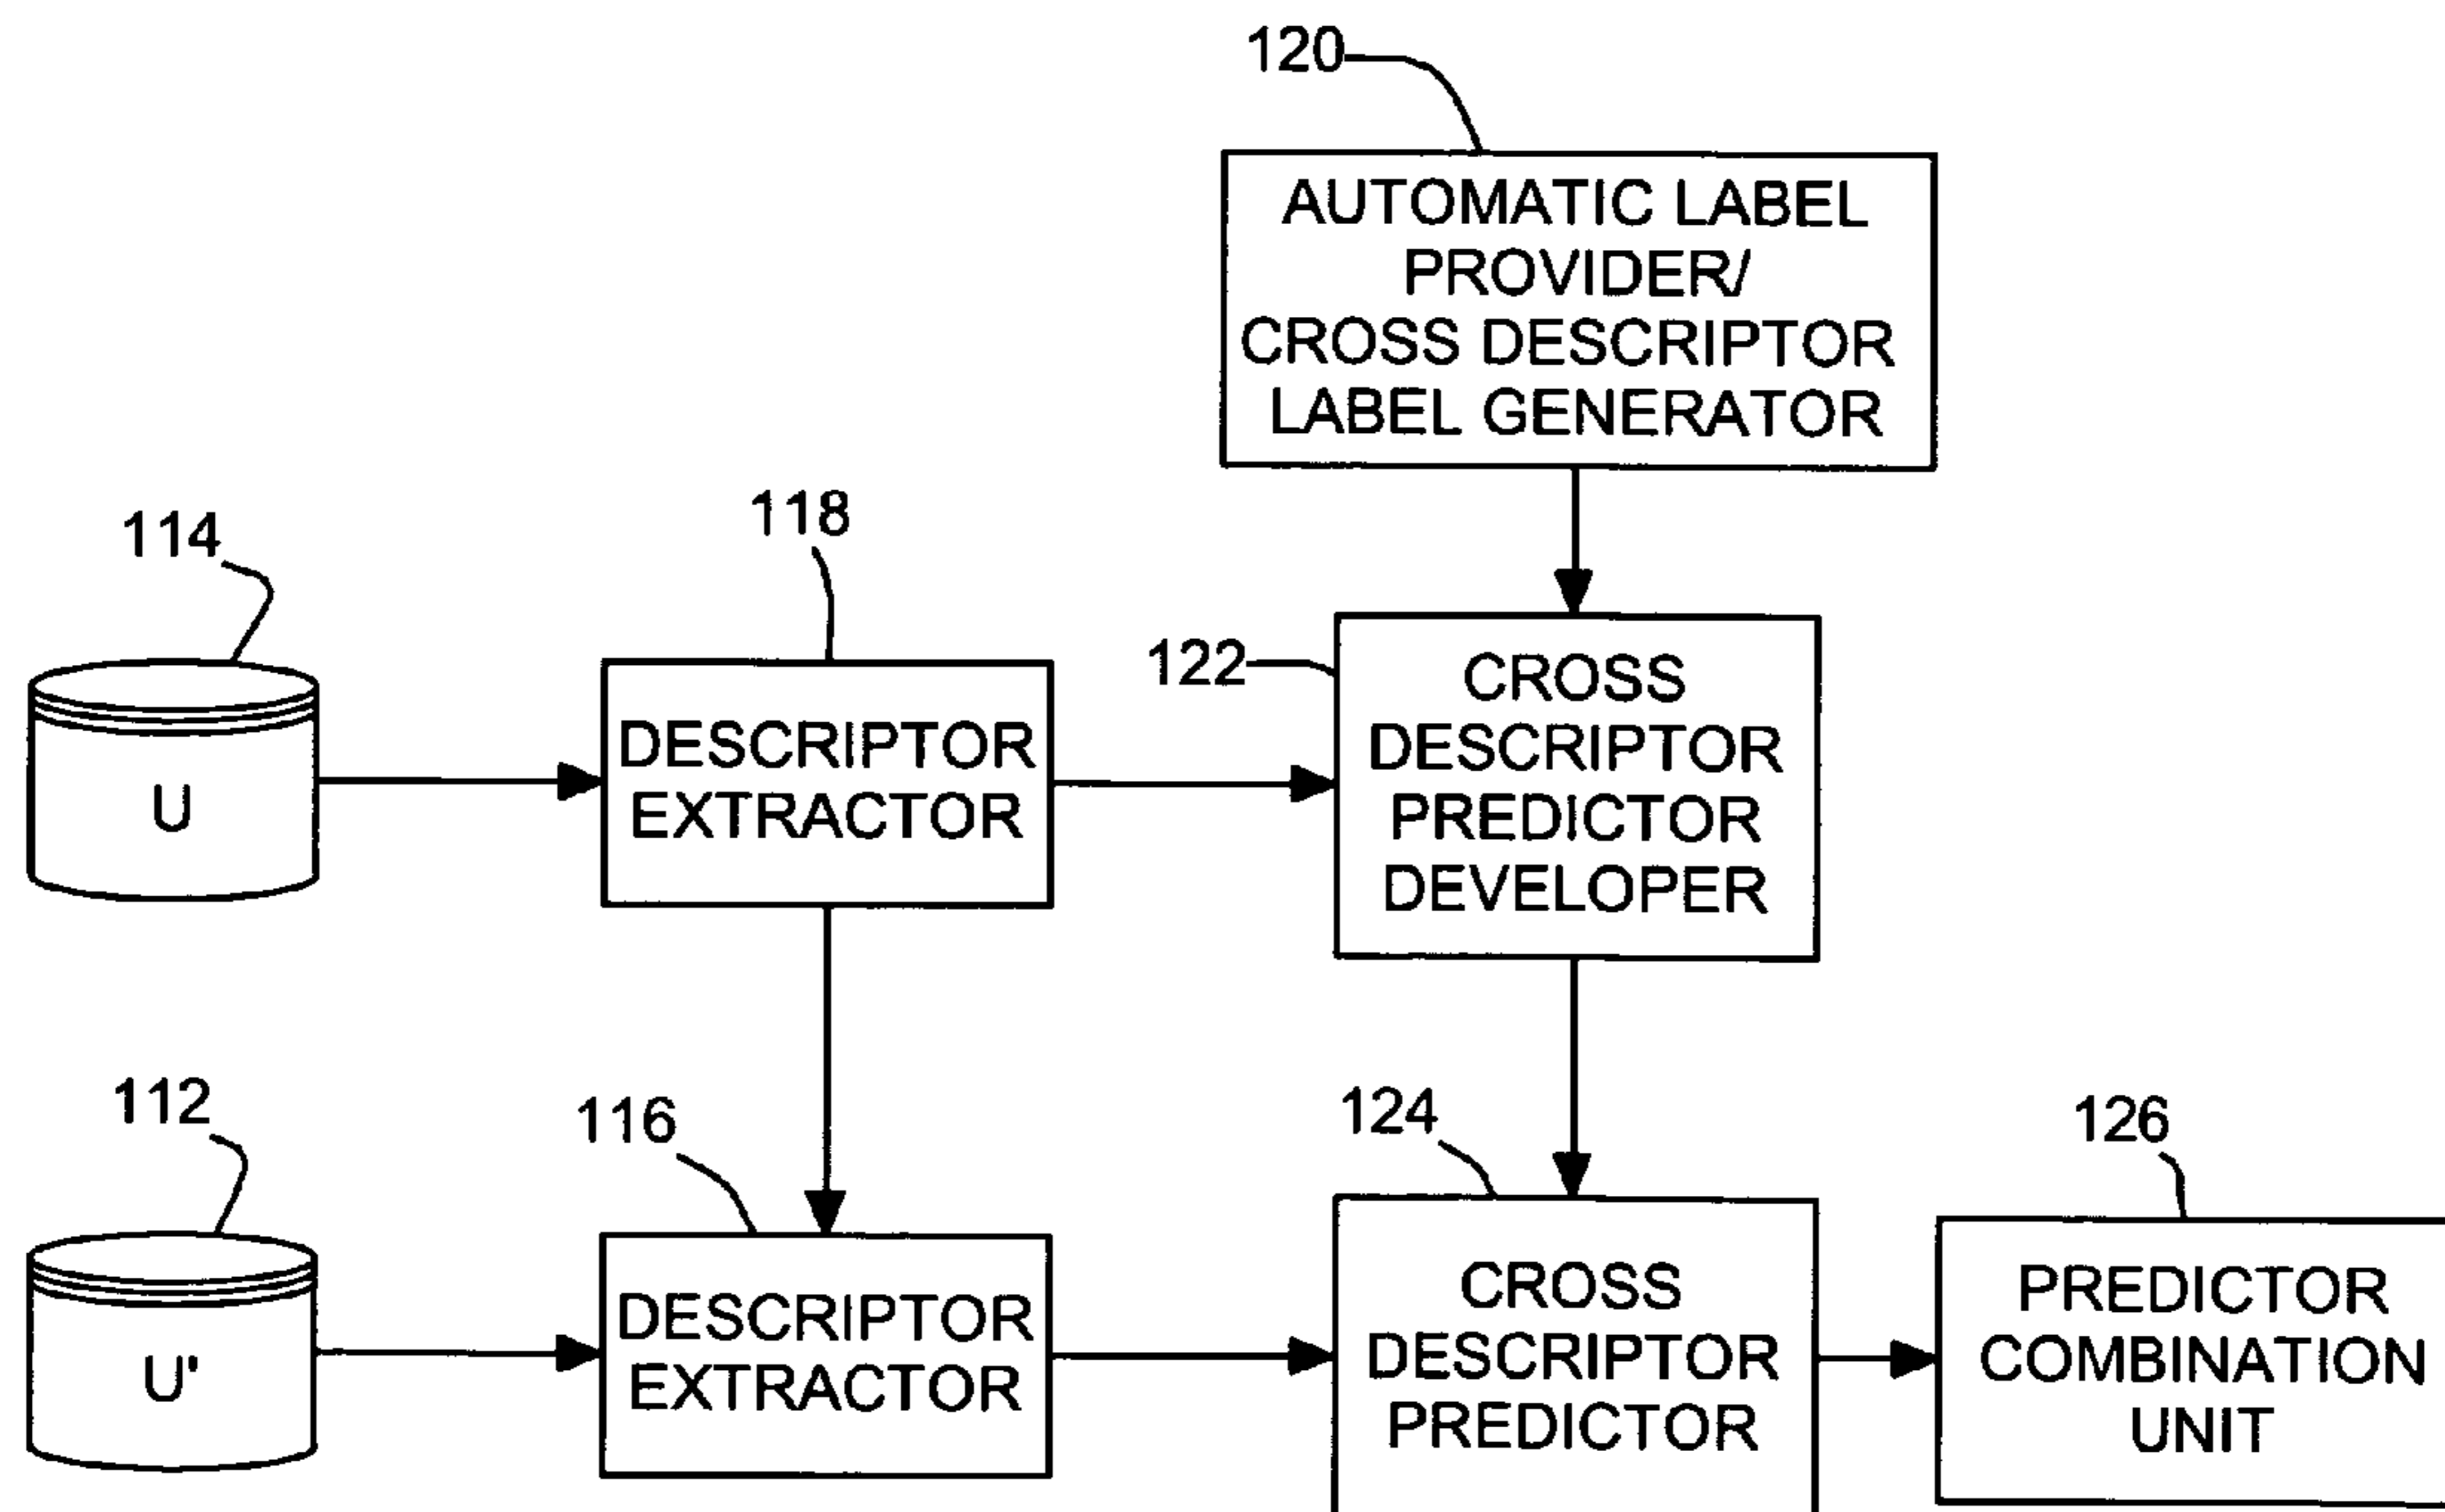 120
AUTOMATIC LABEL
PROVIDER/
CROSS DESCRIPTOR
LABEL GENERATOR
114
118
122
U
DESCRIPTOR
EXTRACTOR
CROSS
DESCRIPTOR
PREDICTOR
DEVELOPER
112
116
124
126
U'
DESCRIPTOR
EXTRACTOR
CROSS
DESCRIPTOR
PREDICTOR
PREDICTOR
COMBINATION
UNIT